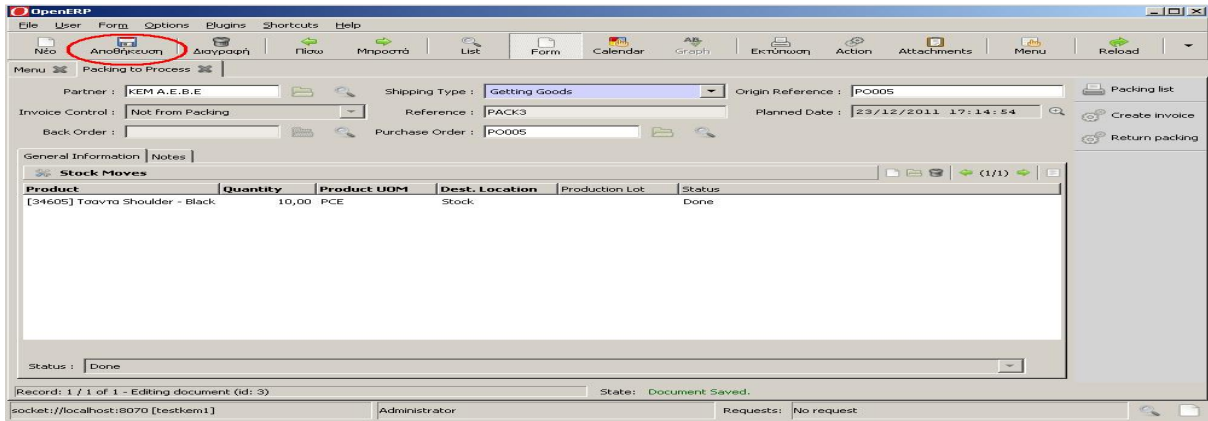 OpenERP
File User Form Options Plugins Shortcuts Help
Νέο Αποθήκευση Διαγραφή Πίσω Μπροστά List Form Calendar Graph Εκτύπωση Action Attachments Menu Reload
Menu Packing to Process
Partner : KEM A.E.B.E Shipping Type : Getting Goods Origin Reference : PO005 Packing list
Invoice Control : Not from Packing Reference : PACK3 Planned Date : 23/12/2011 17:14:54 Create invoice
Back Order : Purchase Order : PO005 Return packing
General Information Notes
Stock Moves (1/1)
Product Quantity Product UOM Dest. Location Production Lot Status
[34605] Τσαντα Shoulder - Black 10,00 PCE Stock Done
Status : Done
Record: 1 / 1 of 1 - Editing document (id: 3) State: Document Saved.
socket://localhost:8070 [testkem1] Administrator Requests: No request